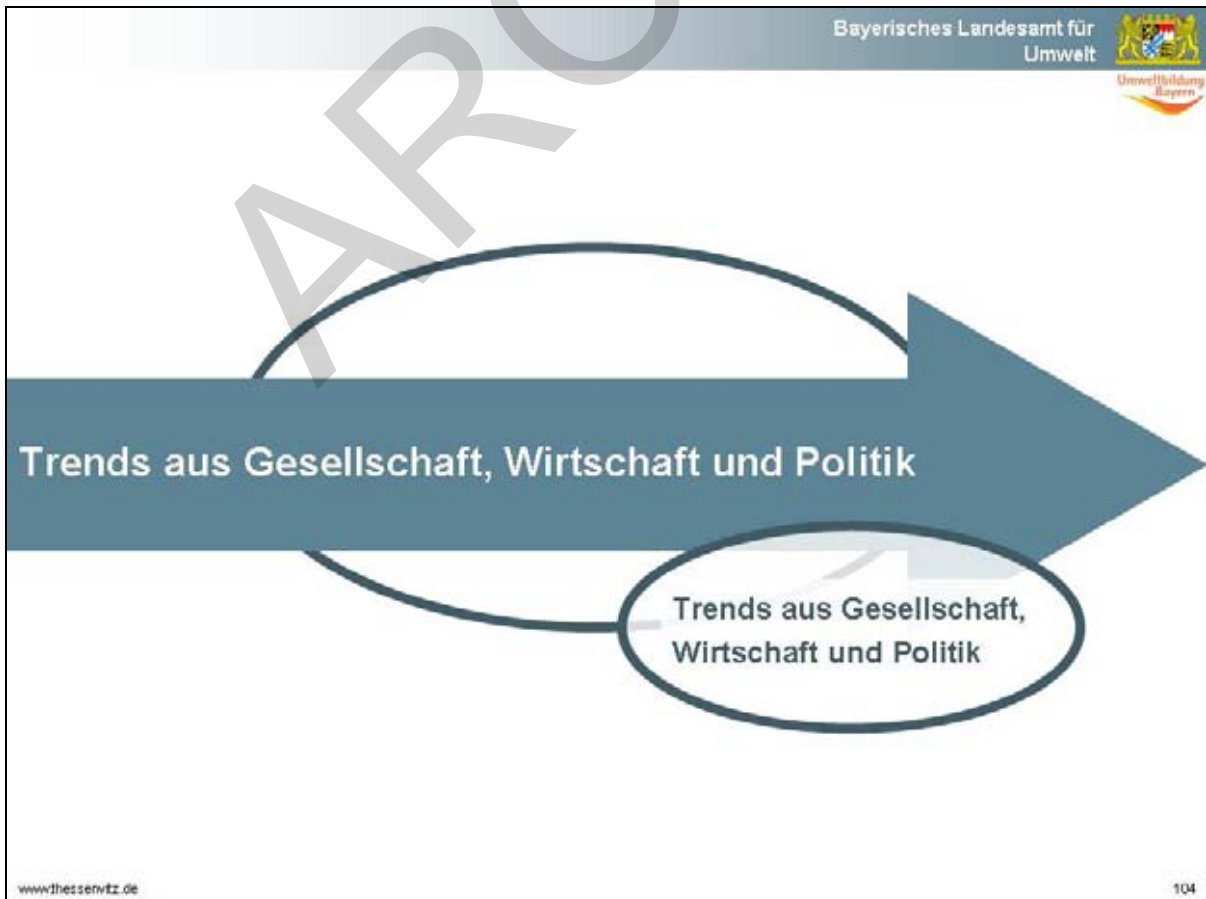 Bayerisches Landesamt für
Umwelt
Umweltbildung
Bayern
Trends aus Gesellschaft, Wirtschaft und Politik
Trends aus Gesellschaft,
Wirtschaft und Politik
www.thessenvitz.de
104